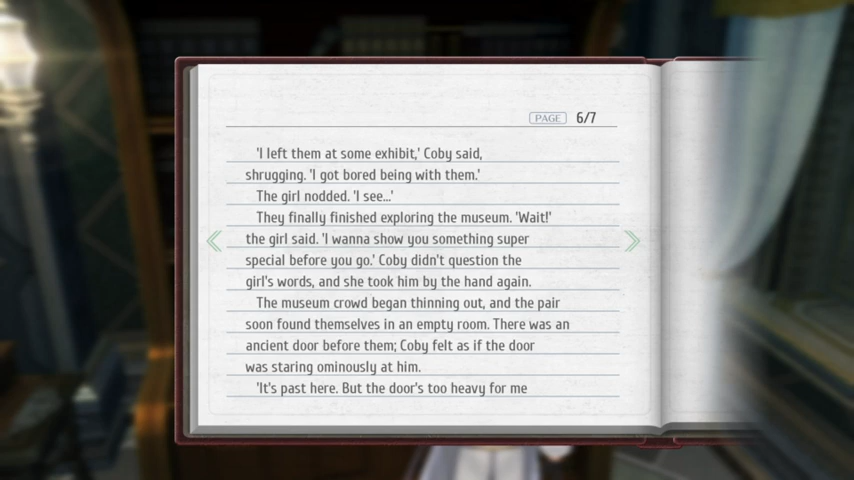 PAGE 6/7
'I left them at some exhibit,' Coby said,
shrugging. 'I got bored being with them.'
The girl nodded. 'I see...'
They finally finished exploring the museum. 'Wait!'
the girl said. 'I wanna show you something super
special before you go.' Coby didn't question the
girl's words, and she took him by the hand again.
The museum crowd began thinning out, and the pair
soon found themselves in an empty room. There was an
ancient door before them; Coby felt as if the door
was staring ominously at him.
'It's past here. But the door's too heavy for me